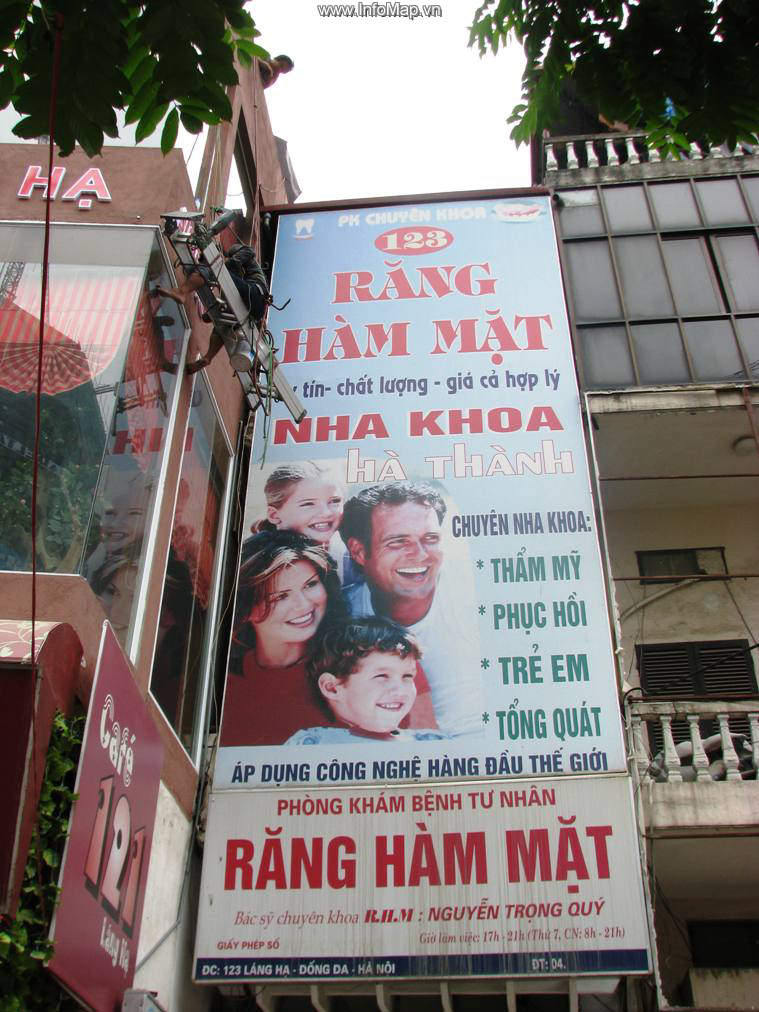 www.InfoMap.vn
HẠ
PK CHUYÊN KHOA
123
RĂNG
HÀM MẶT
tín- chất lượng - giá cả hợp lý
NHA KHOA
HÀ THÀNH
CHUYÊN NHA KHOA:
* THẨM MỸ
* PHỤC HỒI
* TRẺ EM
* TỔNG QUÁT
ÁP DỤNG CÔNG NGHỆ HÀNG ĐẦU THẾ GIỚI
PHÒNG KHÁM BỆNH TƯ NHÂN
RĂNG HÀM MẶT
Bác sỹ chuyên khoa R.H.M : NGUYỄN TRỌNG QUÝ
Giờ làm việc: 17h - 21h (Thứ 7, CN: 8h - 21h)
GIẤY PHÉP SỐ
ĐC: 123 LÁNG HẠ - ĐỐNG ĐA - HÀ NỘI ĐT: 04.
Café
121
Láng Hạ